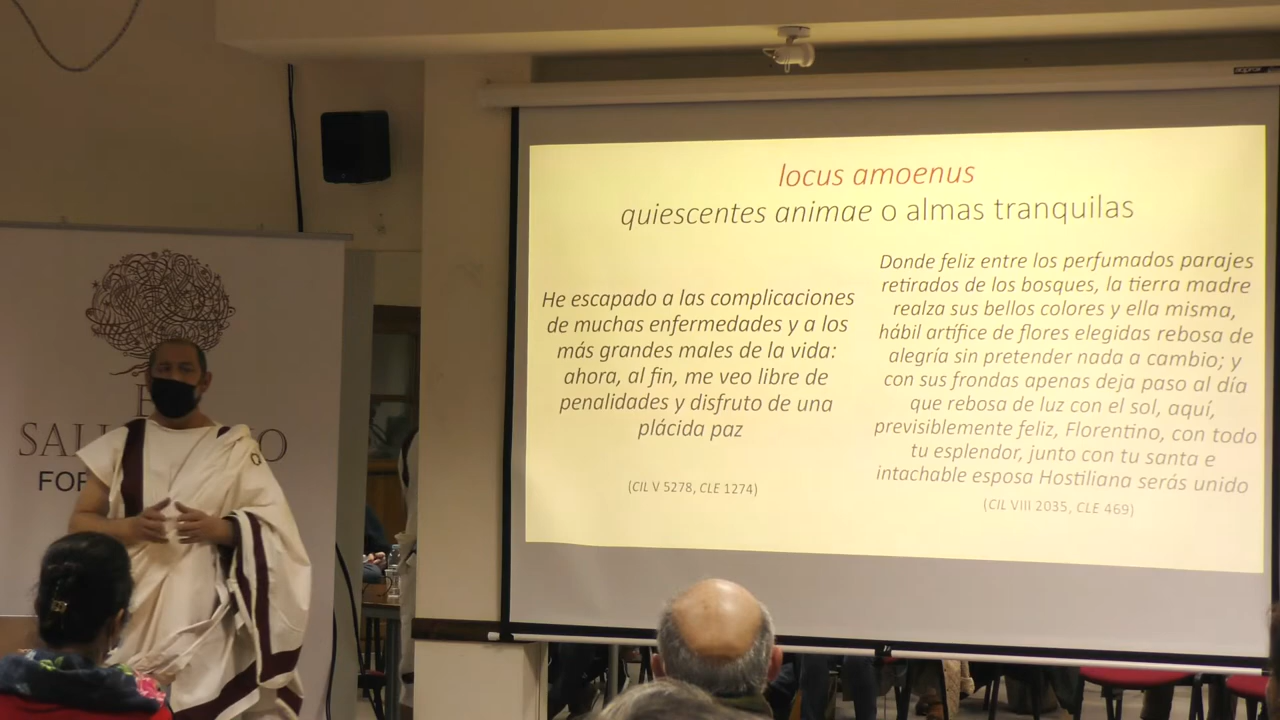 locus amoenus
quiescentes animae o almas tranquilas
He escapado a las complicaciones
de muchas enfermedades y a los
más grandes males de la vida:
ahora, al fin, me veo libre de
penalidades y disfruto de una
plácida paz
(CIL V 5278, CLE 1274)
Donde feliz entre los perfumados parajes
retirados de los bosques, la tierra madre
realza sus bellos colores y ella misma,
hábil artífice de flores elegidas rebosa de
alegría sin pretender nada a cambio; y
con sus frondas apenas deja paso al día
que rebosa de luz con el sol, aquí,
previsiblemente feliz, Florentino, con todo
tu esplendor, junto con tu santa e
intachable esposa Hostiliana serás unido
(CIL VIII 2035, CLE 469)